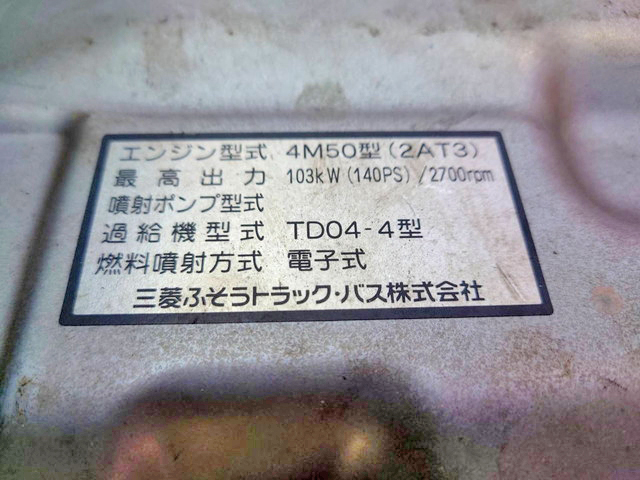 エンジン型式 4M50型(2AT3)
最高出力 103kW(140PS)/2700rpm
噴射ポンプ型式
過給機型式 TD04-4型
燃料噴射方式 電子式
三菱ふそうトラック・バス株式会社